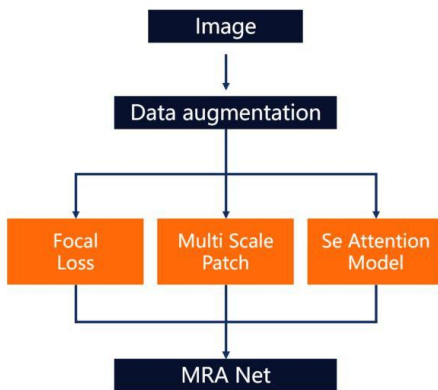 Image
Data augmentation
Focal
Loss
Multi Scale
Patch
Se Attention
Model
MRA Net